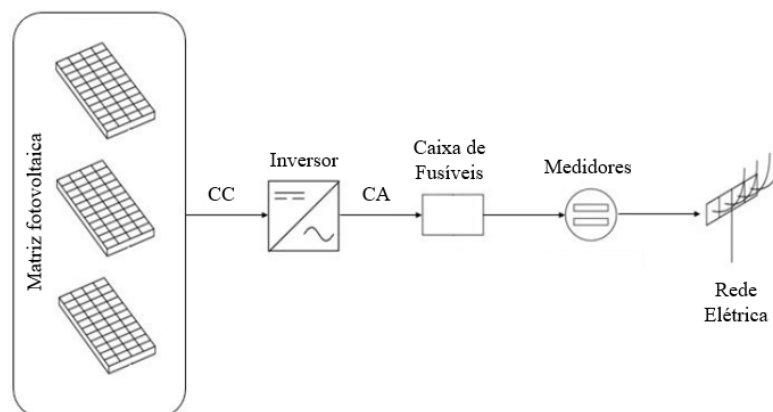 Matriz fotovoltaica
CC
Inversor
CA
Caixa de
Fusíveis
Medidores
Rede
Elétrica